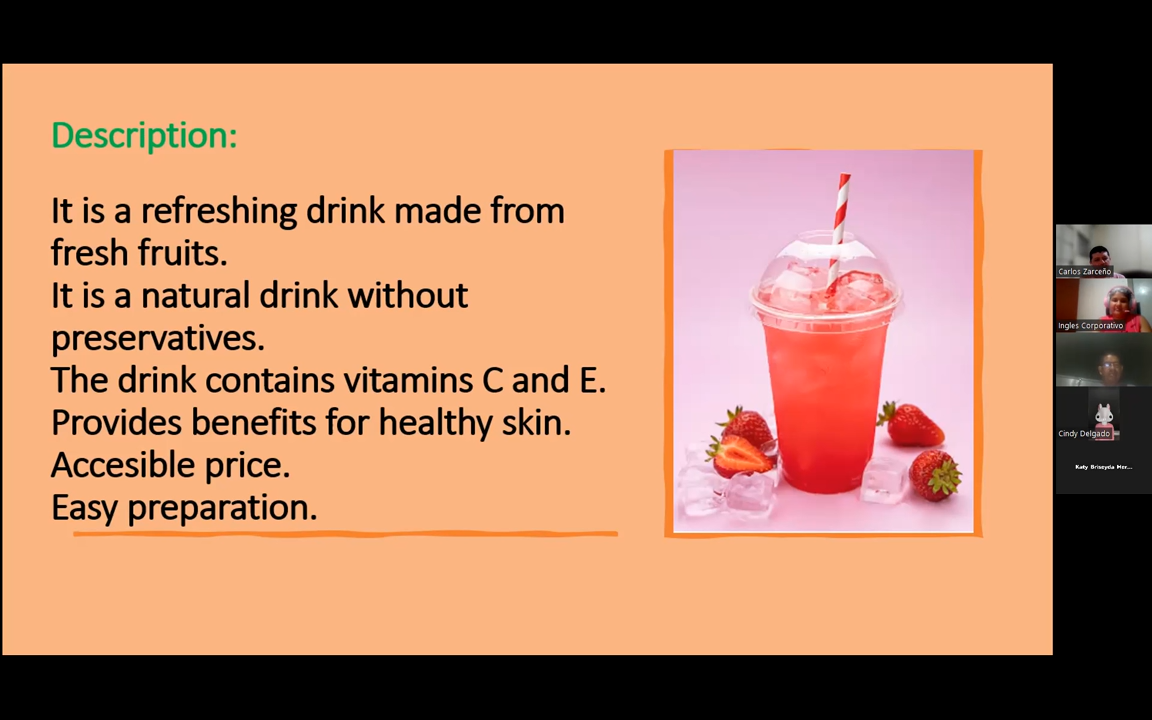 Description:
It is a refreshing drink made from
fresh fruits.
It is a natural drink without
preservatives.
The drink contains vitamins C and E.
Provides benefits for healthy skin.
Accesible price.
Easy preparation.
Carlos Zarceño
Ingles Corporativo
Cindy Delgado
Katy Briseyda Mer...